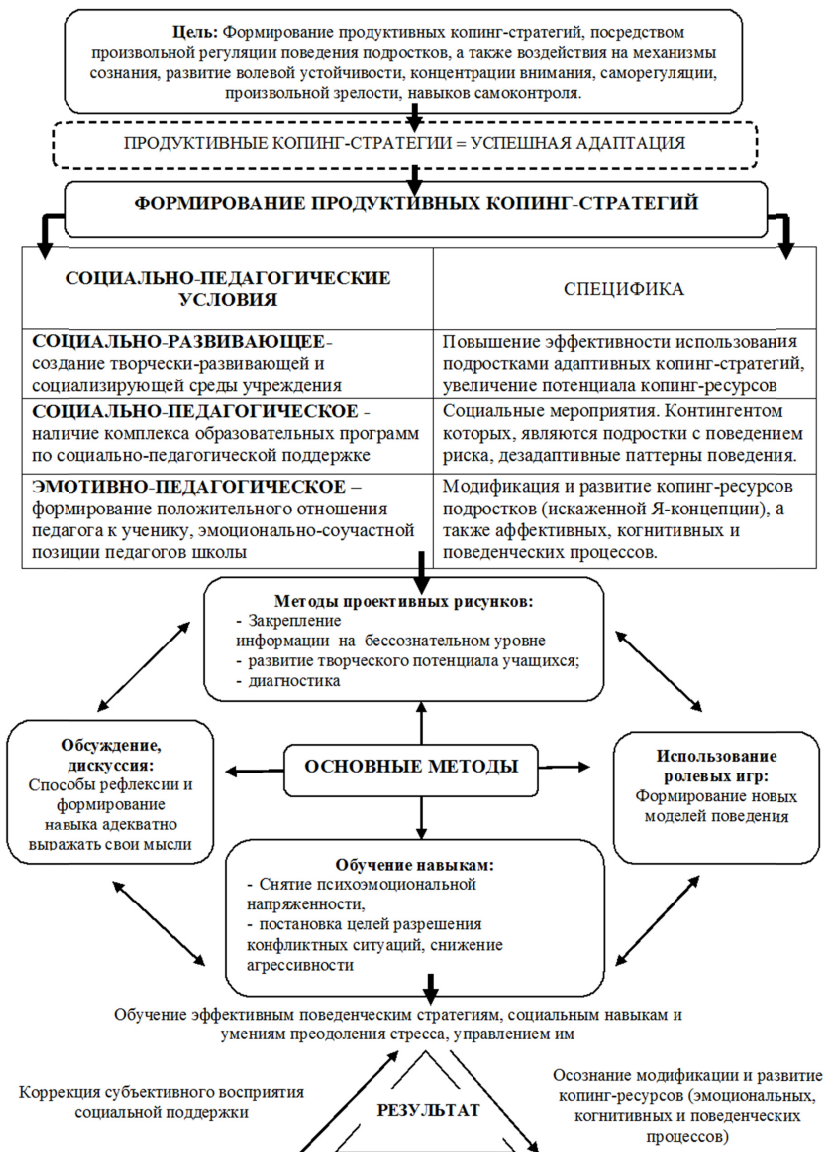 Цель: Формирование продуктивных копинг-стратегий, посредством
произвольной регуляции поведения подростков, а также воздействия на механизмы
сознания, развитие волевой устойчивости, концентрации внимания, саморегуляции,
произвольной зрелости, навыков самоконтроля.
ПРОДУКТИВНЫЕ КОПИНГ-СТРАТЕГИИ = УСПЕШНАЯ АДАПТАЦИЯ
ФОРМИРОВАНИЕ ПРОДУКТИВНЫХ КОПИНГ-СТРАТЕГИЙ
СОЦИАЛЬНО-ПЕДАГОГИЧЕСКИЕ
УСЛОВИЯ
СПЕЦИФИКА
СОЦИАЛЬНО-РАЗВИВАЮЩЕЕ-
создание творчески-развивающей и
социализирующей среды учреждения
Повышение эффективности использования
подростками адаптивных копинг-стратегий,
увеличение потенциала копинг-ресурсов
СОЦИАЛЬНО-ПЕДАГОГИЧЕСКОЕ -
наличие комплекса образовательных программ
по социально-педагогической поддержке
Социальные мероприятия. Контингентом
которых, являются подростки с поведением
риска, дезадаптивные паттерны поведения.
ЭМОТИВНО-ПЕДАГОГИЧЕСКОЕ –
формирование положительного отношения
педагога к ученику, эмоционально-соучастной
позиции педагогов школы
Модификация и развитие копинг-ресурсов
подростков (искаженной Я-концепции), а
также аффективных, когнитивных и
поведенческих процессов.
Методы проективных рисунков:
- Закрепление
информации на бессознательном уровне
- развитие творческого потенциала учащихся;
- диагностика
Обсуждение,
дискуссия:
Способы рефлексии и
формирование
навыка адекватно
выражать свои мысли
ОСНОВНЫЕ МЕТОДЫ
Использование
ролевых игр:
Формирование новых
моделей поведения
Обучение навыкам:
- Снятие психоэмоциональной
напряженности,
- постановка целей разрешения
конфликтных ситуаций, снижение
агрессивности
Обучение эффективным поведенческим стратегиям, социальным навыкам и
умениям преодоления стресса, управлением им
Коррекция субъективного восприятия
социальной поддержки
РЕЗУЛЬТАТ
Осознание модификации и развитие
копинг-ресурсов (эмоциональных,
когнитивных и поведенческих
процессов)